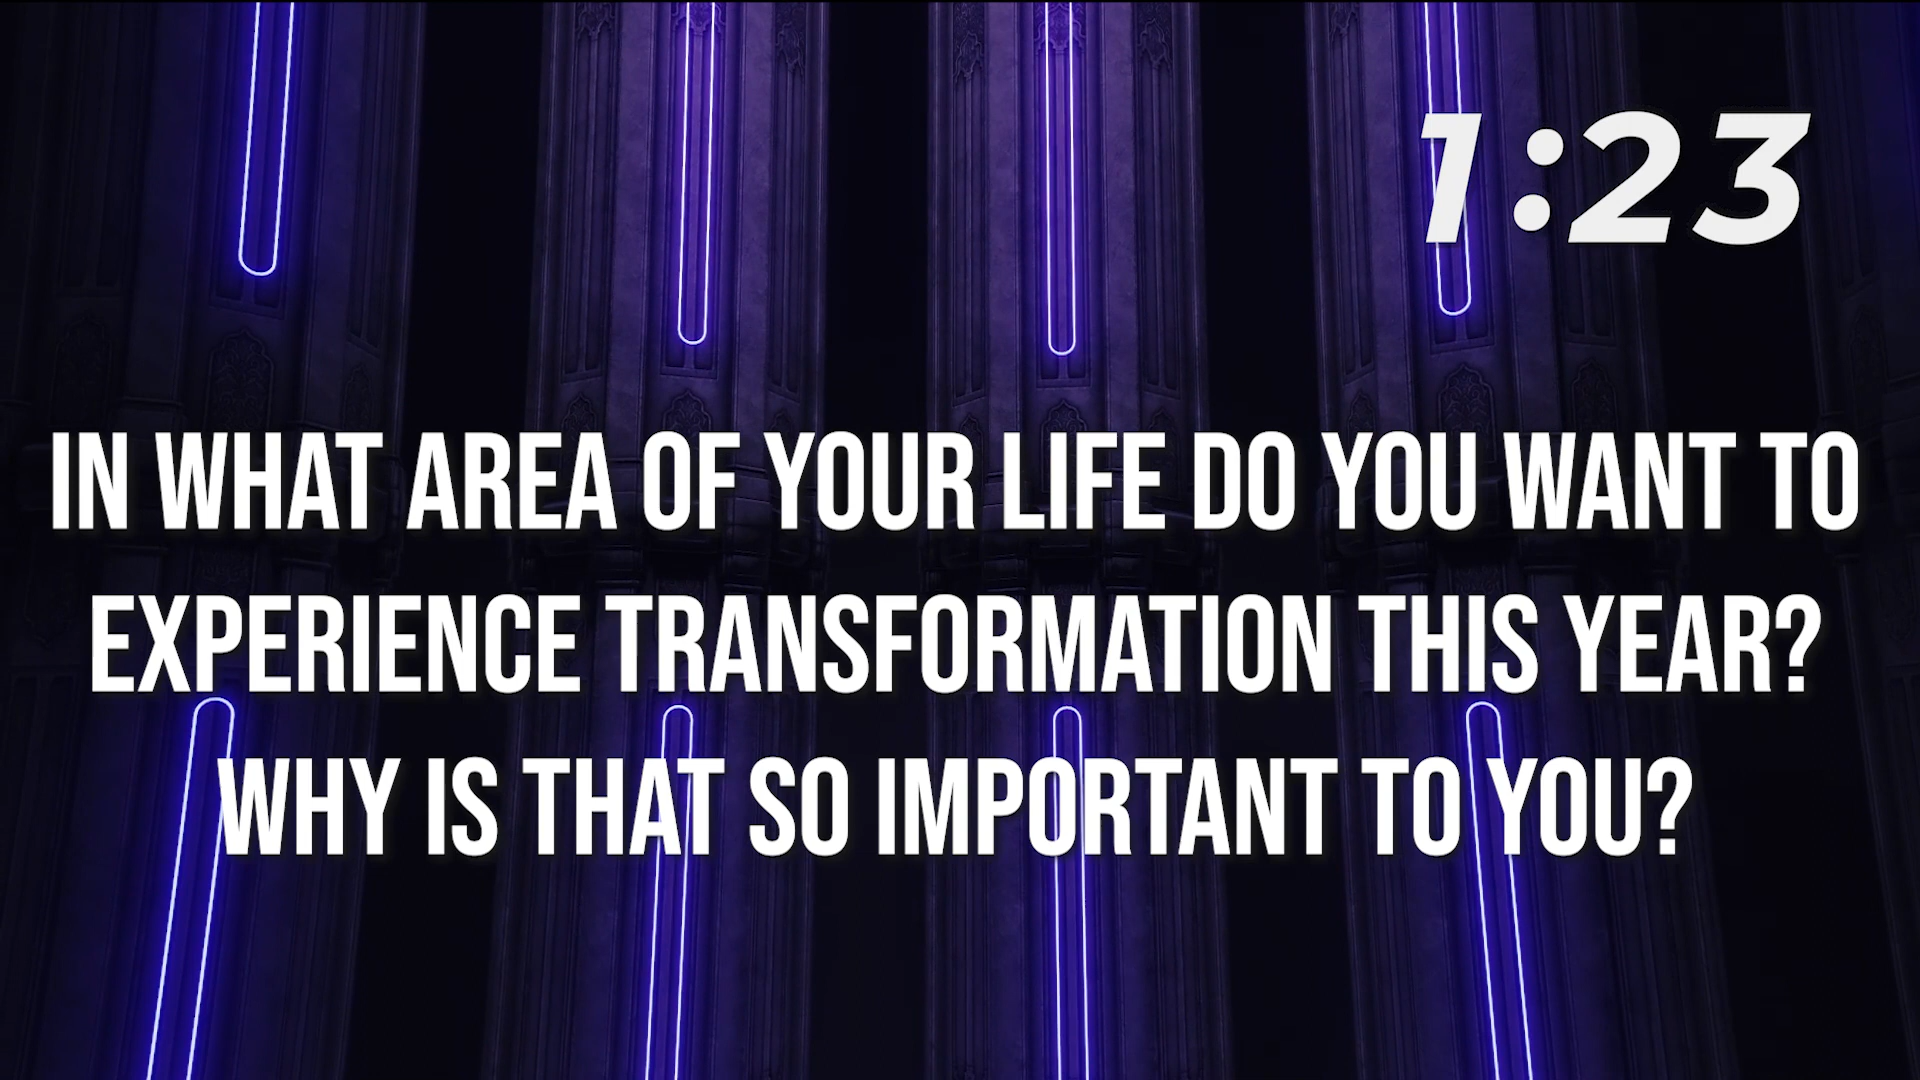 1:23
IN WHAT AREA OF YOUR LIFE DO YOU WANT TO
EXPERIENCE TRANSFORMATION THIS YEAR?
WHY IS THAT SO IMPORTANT TO YOU?